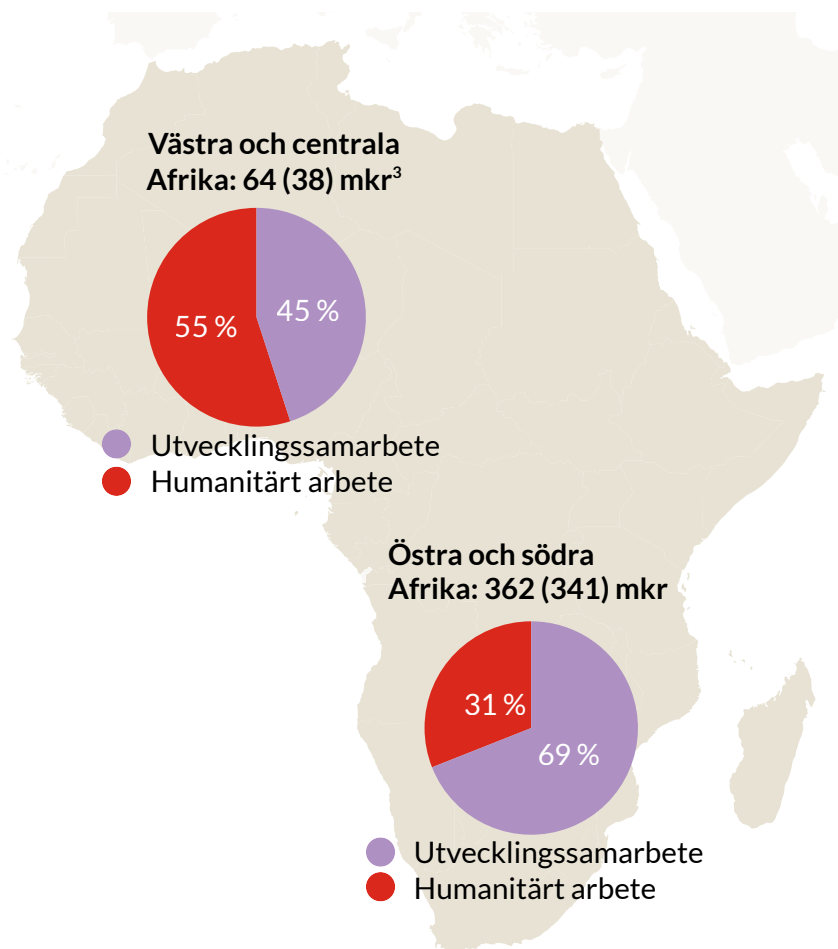 Västra och centrala
Afrika: 64 (38) mkr³
55 %
45 %
Utvecklingssamarbete
Humanitärt arbete
Östra och södra
Afrika: 362 (341) mkr
31 %
69 %
Utvecklingssamarbete
Humanitärt arbete